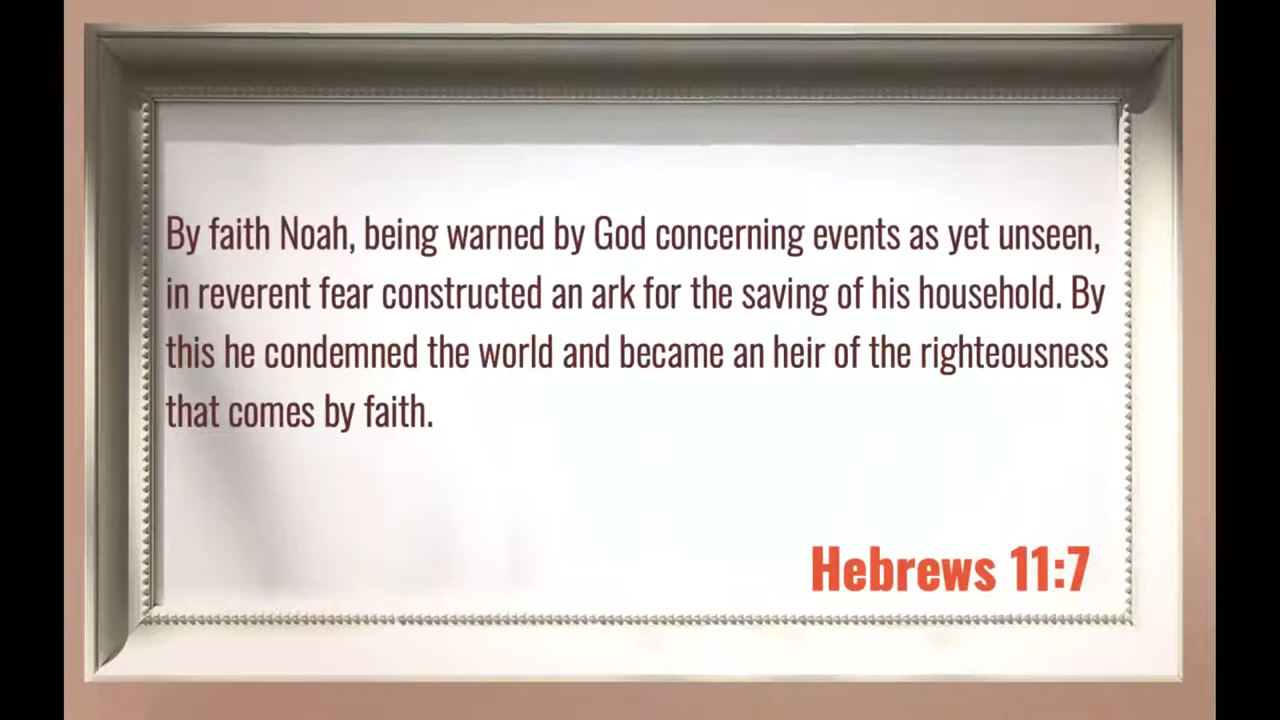 By faith Noah, being warned by God concerning events as yet unseen,
in reverent fear constructed an ark for the saving of his household. By
this he condemned the world and became an heir of the righteousness
that comes by faith.
Hebrews 11:7